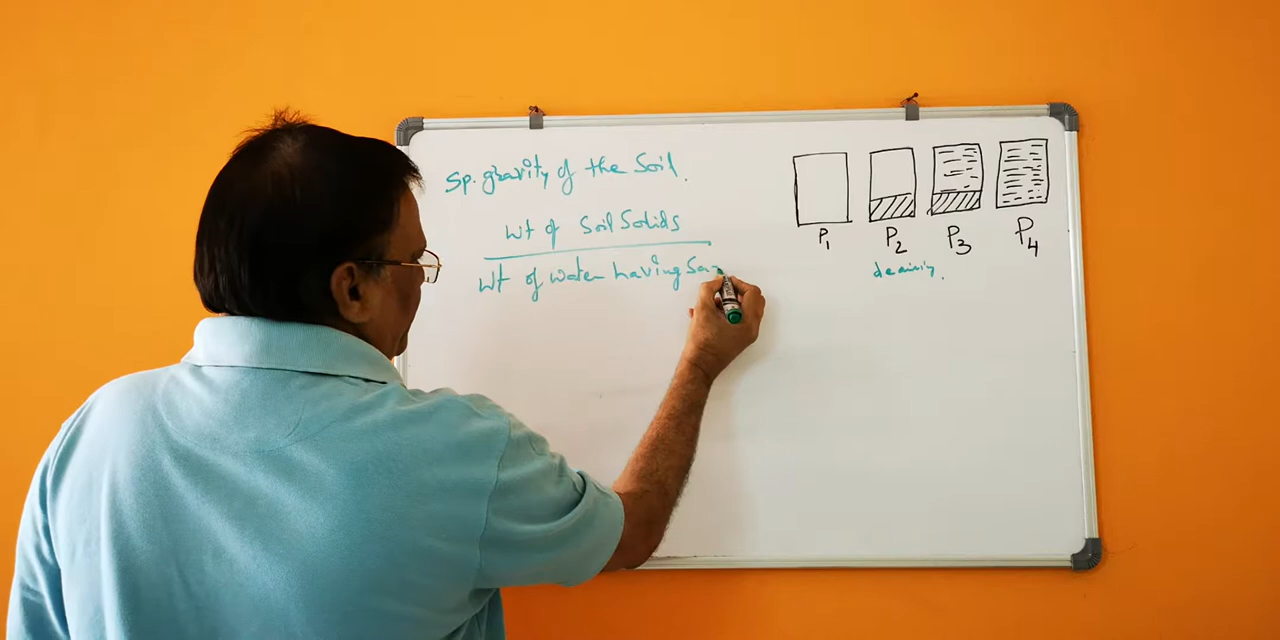 Sp. gravity of the Soil.
Wt of Soil Solids
Wt of water having
P1 P2 P3 P4